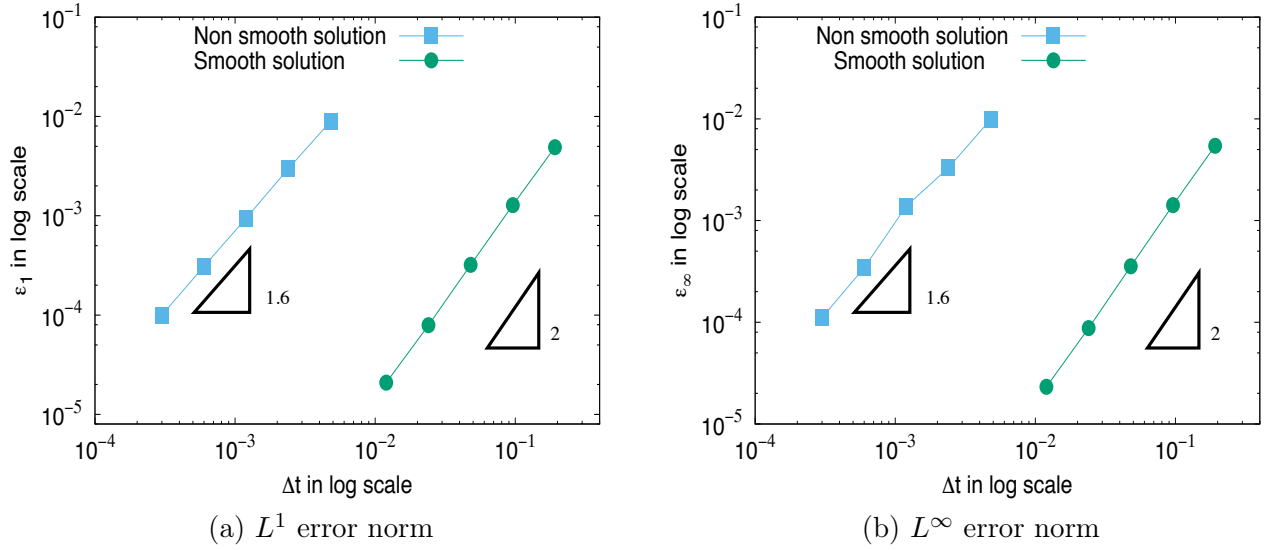 Non smooth solution
Smooth solution
10⁻¹
10⁻²
10⁻³
10⁻⁴
10⁻⁵
ε₁ in log scale
1.6
2
10⁻⁴
10⁻³
10⁻²
10⁻¹
Δt in log scale
(a) L¹ error norm
Non smooth solution
Smooth solution
10⁻¹
10⁻²
10⁻³
10⁻⁴
10⁻⁵
ε∞ in log scale
1.6
2
10⁻⁴
10⁻³
10⁻²
10⁻¹
Δt in log scale
(b) L∞ error norm